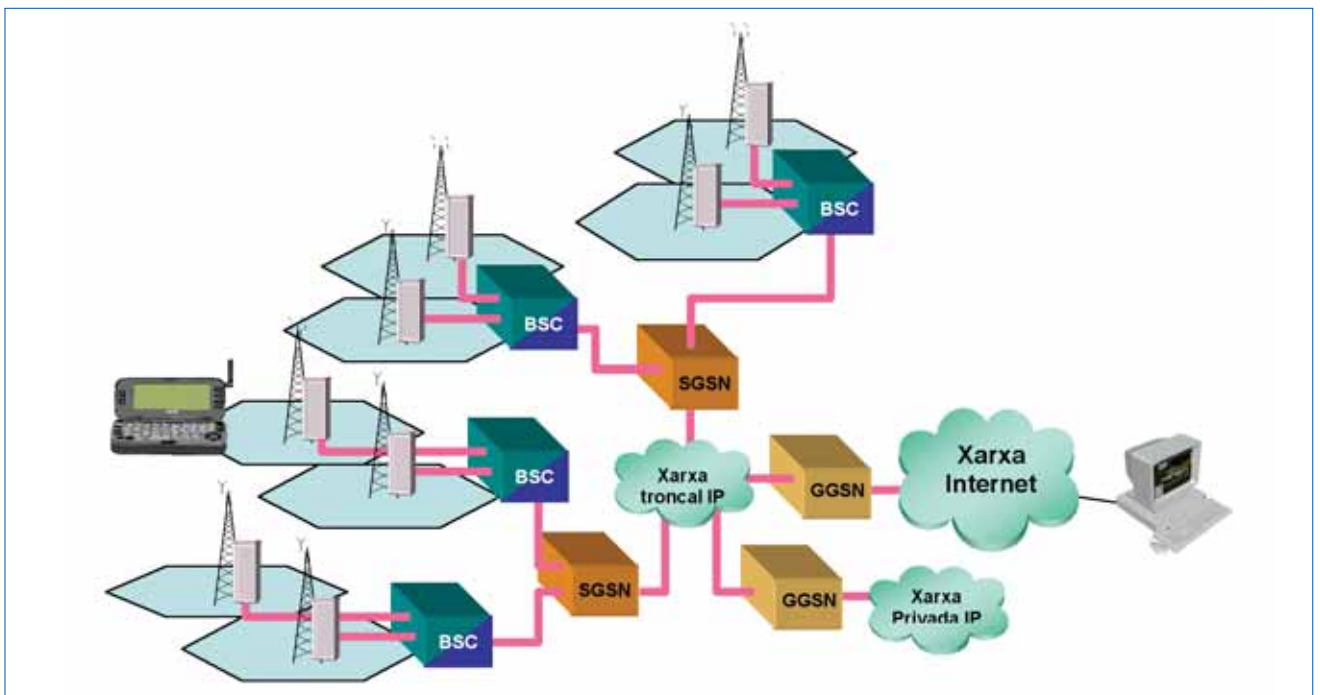 BSC
BSC
SGSN
BSC
Xarxa
troncal IP
GGSN
Xarxa
Internet
SGSN
GGSN
Xarxa
Privada IP
BSC